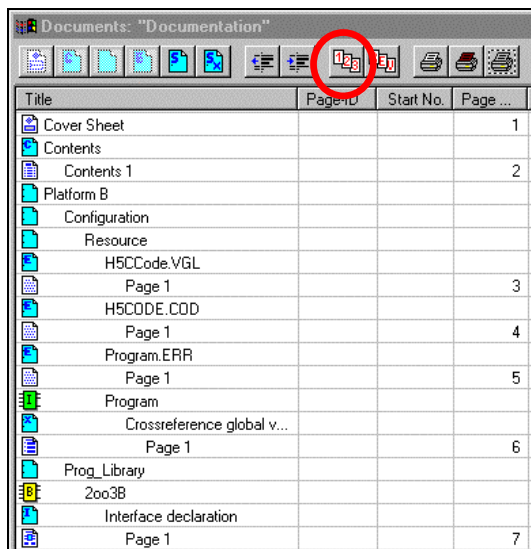 Documents: "Documentation"
123 EU
Title Page-ID Start No. Page ...
Cover Sheet 1
Contents
Contents 1 2
Platform B
Configuration
Resource
H5CCode.VGL
Page 1 3
H5CODE.COD
Page 1 4
Program.ERR
Page 1 5
Program
Crossreference global v...
Page 1 6
Prog_Library
2oo3B
Interface declaration
Page 1 7